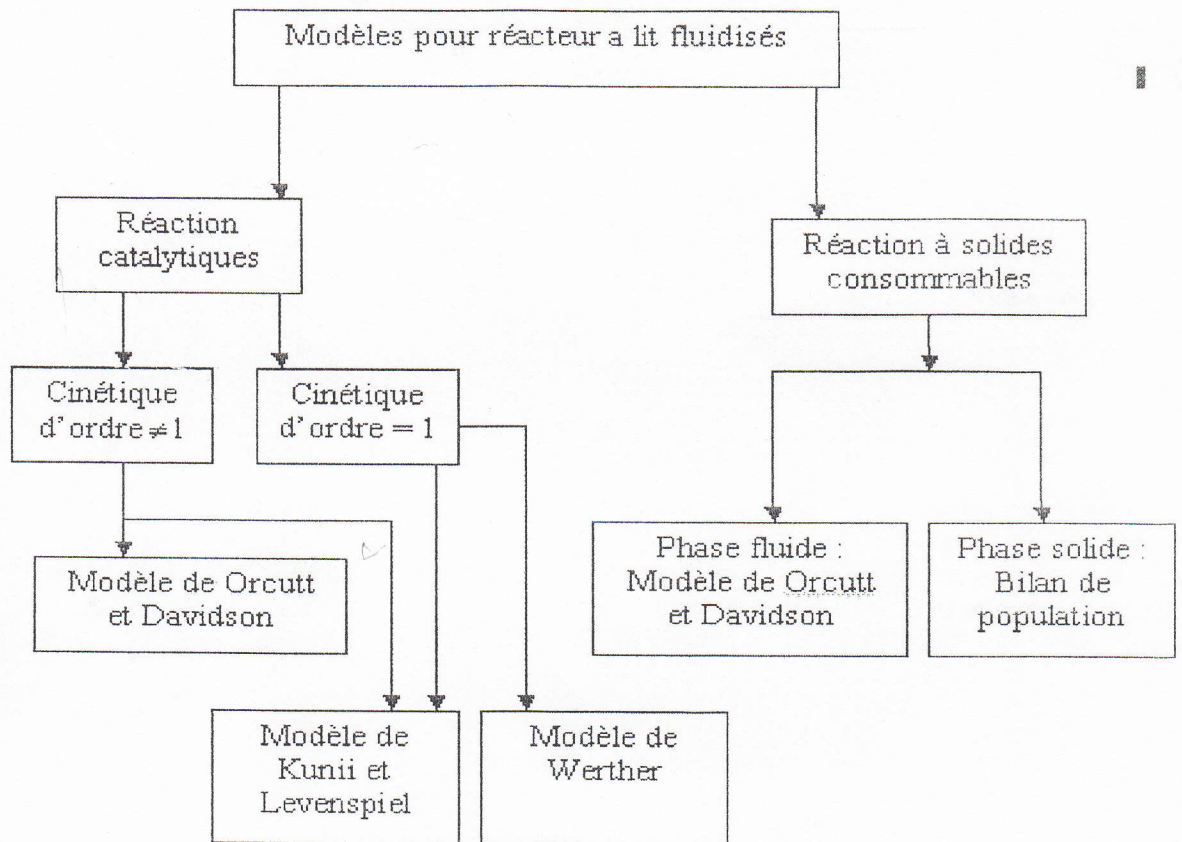 Modèles pour réacteur a lit fluidisés
Réaction
catalytiques
Réaction à solides
consommables
Cinétique
d'ordre ≠ 1
Cinétique
d'ordre = 1
Modèle de Orcutt
et Davidson
Phase fluide :
Modèle de Orcutt
et Davidson
Phase solide :
Bilan de
population
Modèle de
Kunii et
Levenspiel
Modèle de
Werther